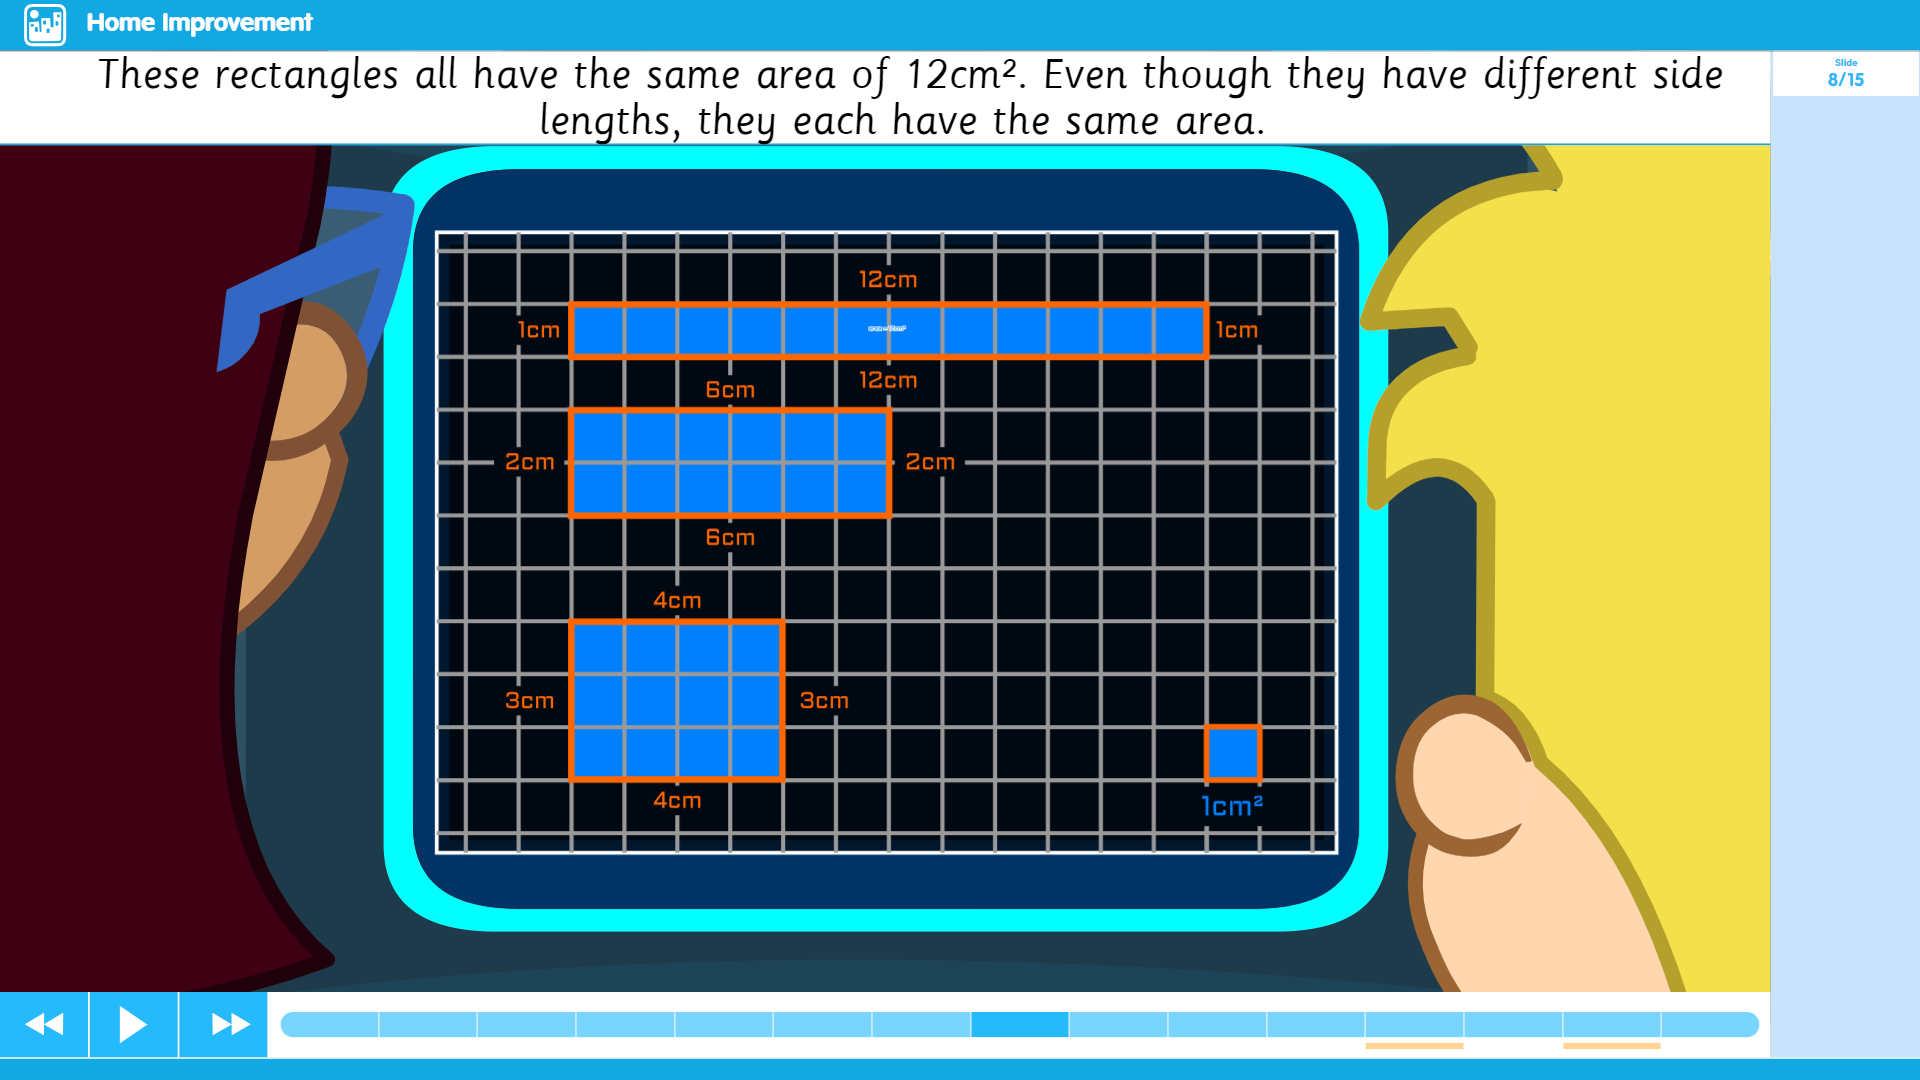 Home Improvement
These rectangles all have the same area of 12cm². Even though they have different side
lengths, they each have the same area.
Slide
8/15
12cm
1cm
area = 12cm²
1cm
12cm
6cm
2cm
2cm
6cm
4cm
3cm
3cm
4cm
1cm²